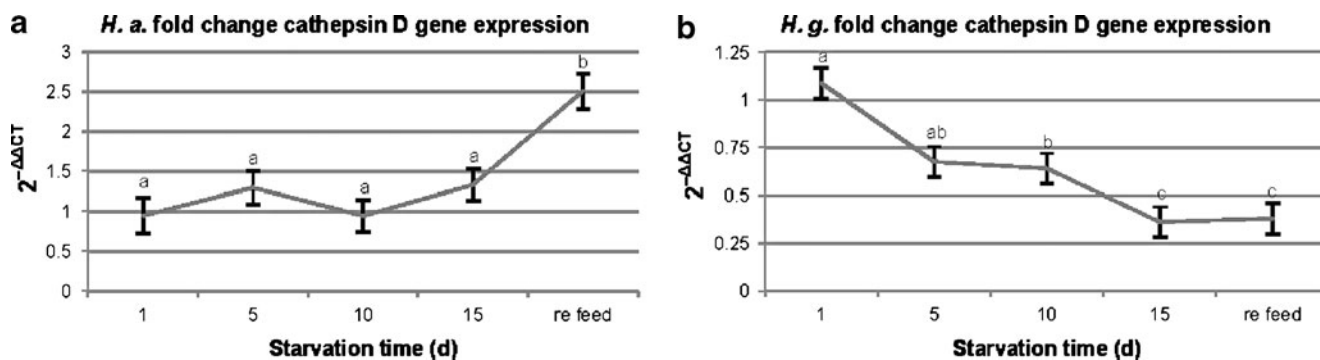 a
H. a. fold change cathepsin D gene expression
3
2.5
2
1.5
1
0.5
0
2^−ΔΔCT
a
a
a
a
b
1 5 10 15 re feed
Starvation time (d)
b
H. g. fold change cathepsin D gene expression
1.25
1
0.75
0.5
0.25
0
2^−ΔΔCT
a
ab
b
c
c
1 5 10 15 re feed
Starvation time (d)